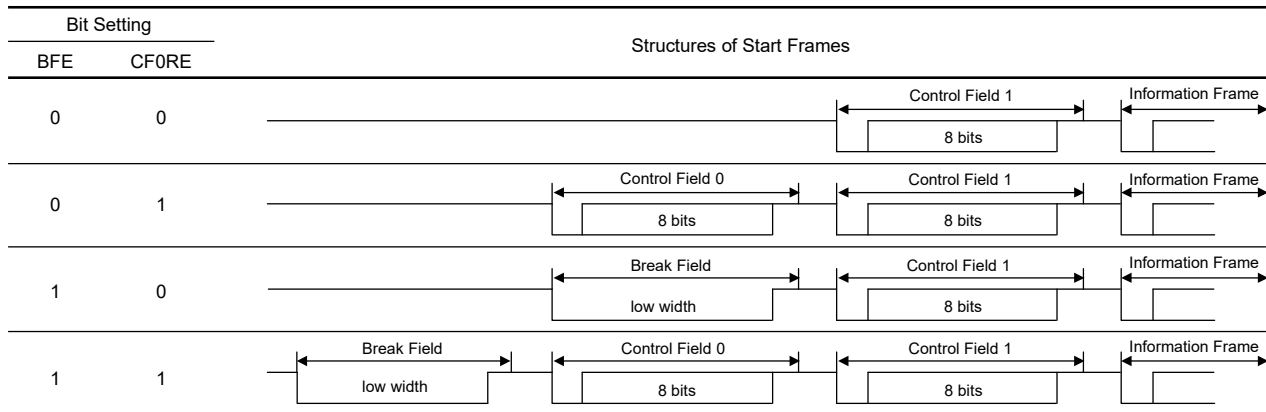 Bit Setting
Structures of Start Frames
BFE CF0RE
Control Field 1 Information Frame
0 0
8 bits
Control Field 0 Control Field 1 Information Frame
0 1
8 bits 8 bits
Break Field Control Field 1 Information Frame
1 0
low width 8 bits
Break Field Control Field 0 Control Field 1 Information Frame
1 1
low width 8 bits 8 bits